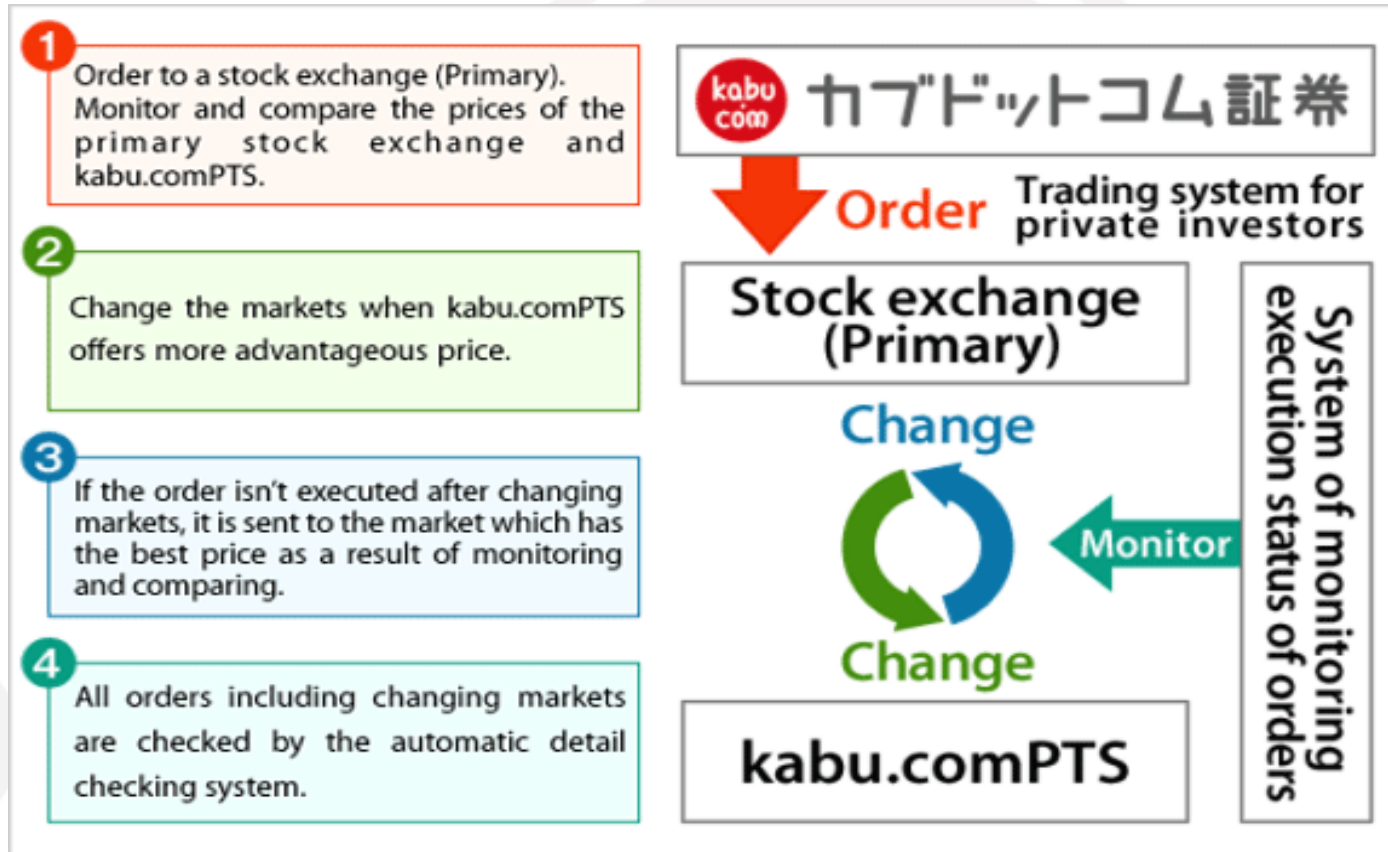 1
Order to a stock exchange (Primary).
Monitor and compare the prices of the
primary stock exchange and
kabu.comPTS.
2
Change the markets when kabu.comPTS
offers more advantageous price.
3
If the order isn't executed after changing
markets, it is sent to the market which has
the best price as a result of monitoring
and comparing.
4
All orders including changing markets
are checked by the automatic detail
checking system.
kabu
com
カブドットコム証券
Order
Trading system for
private investors
Stock exchange
(Primary)
Change
Monitor
Change
kabu.comPTS
System of monitoring
execution status of orders